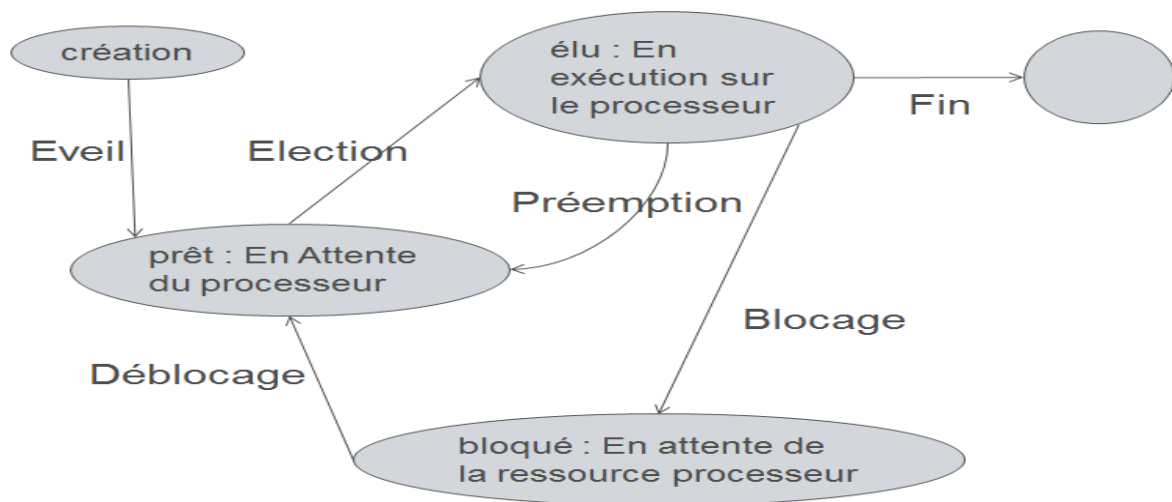 création
élu : En
exécution sur
le processeur
Fin
Eveil
Election
Préemption
prêt : En Attente
du processeur
Blocage
Déblocage
bloqué : En attente de
la ressource processeur